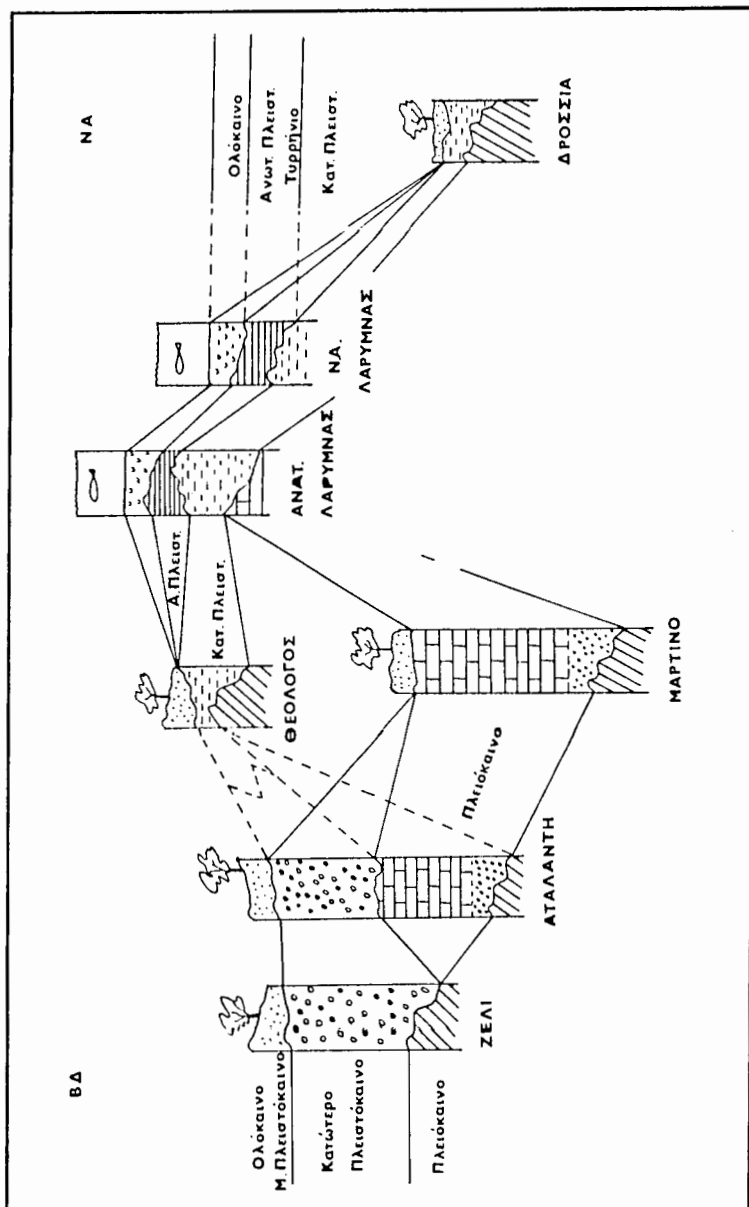 ΒΔ
ΝΑ
Ολόκαινο
Μ. Πλειστόκαινο
Κατώτερο
Πλειστόκαινο
Πλειόκαινο
ΖΕΛΙ
ΑΤΑΛΑΝΤΗ
Πλειόκαινο
ΘΕΟΛΟΓΟΣ
Α. Πλειστ.
Κατ. Πλειστ.
ΜΑΡΤΙΝΟ
ΑΝΑΤ.
ΛΑΡΥΜΝΑΣ
Ν.Α.
ΛΑΡΥΜΝΑΣ
Ολόκαινο
Ανωτ. Πλειστ.
Τυρρήνιο
Κατ. Πλειστ.
ΔΡΟΣΣΙΑ